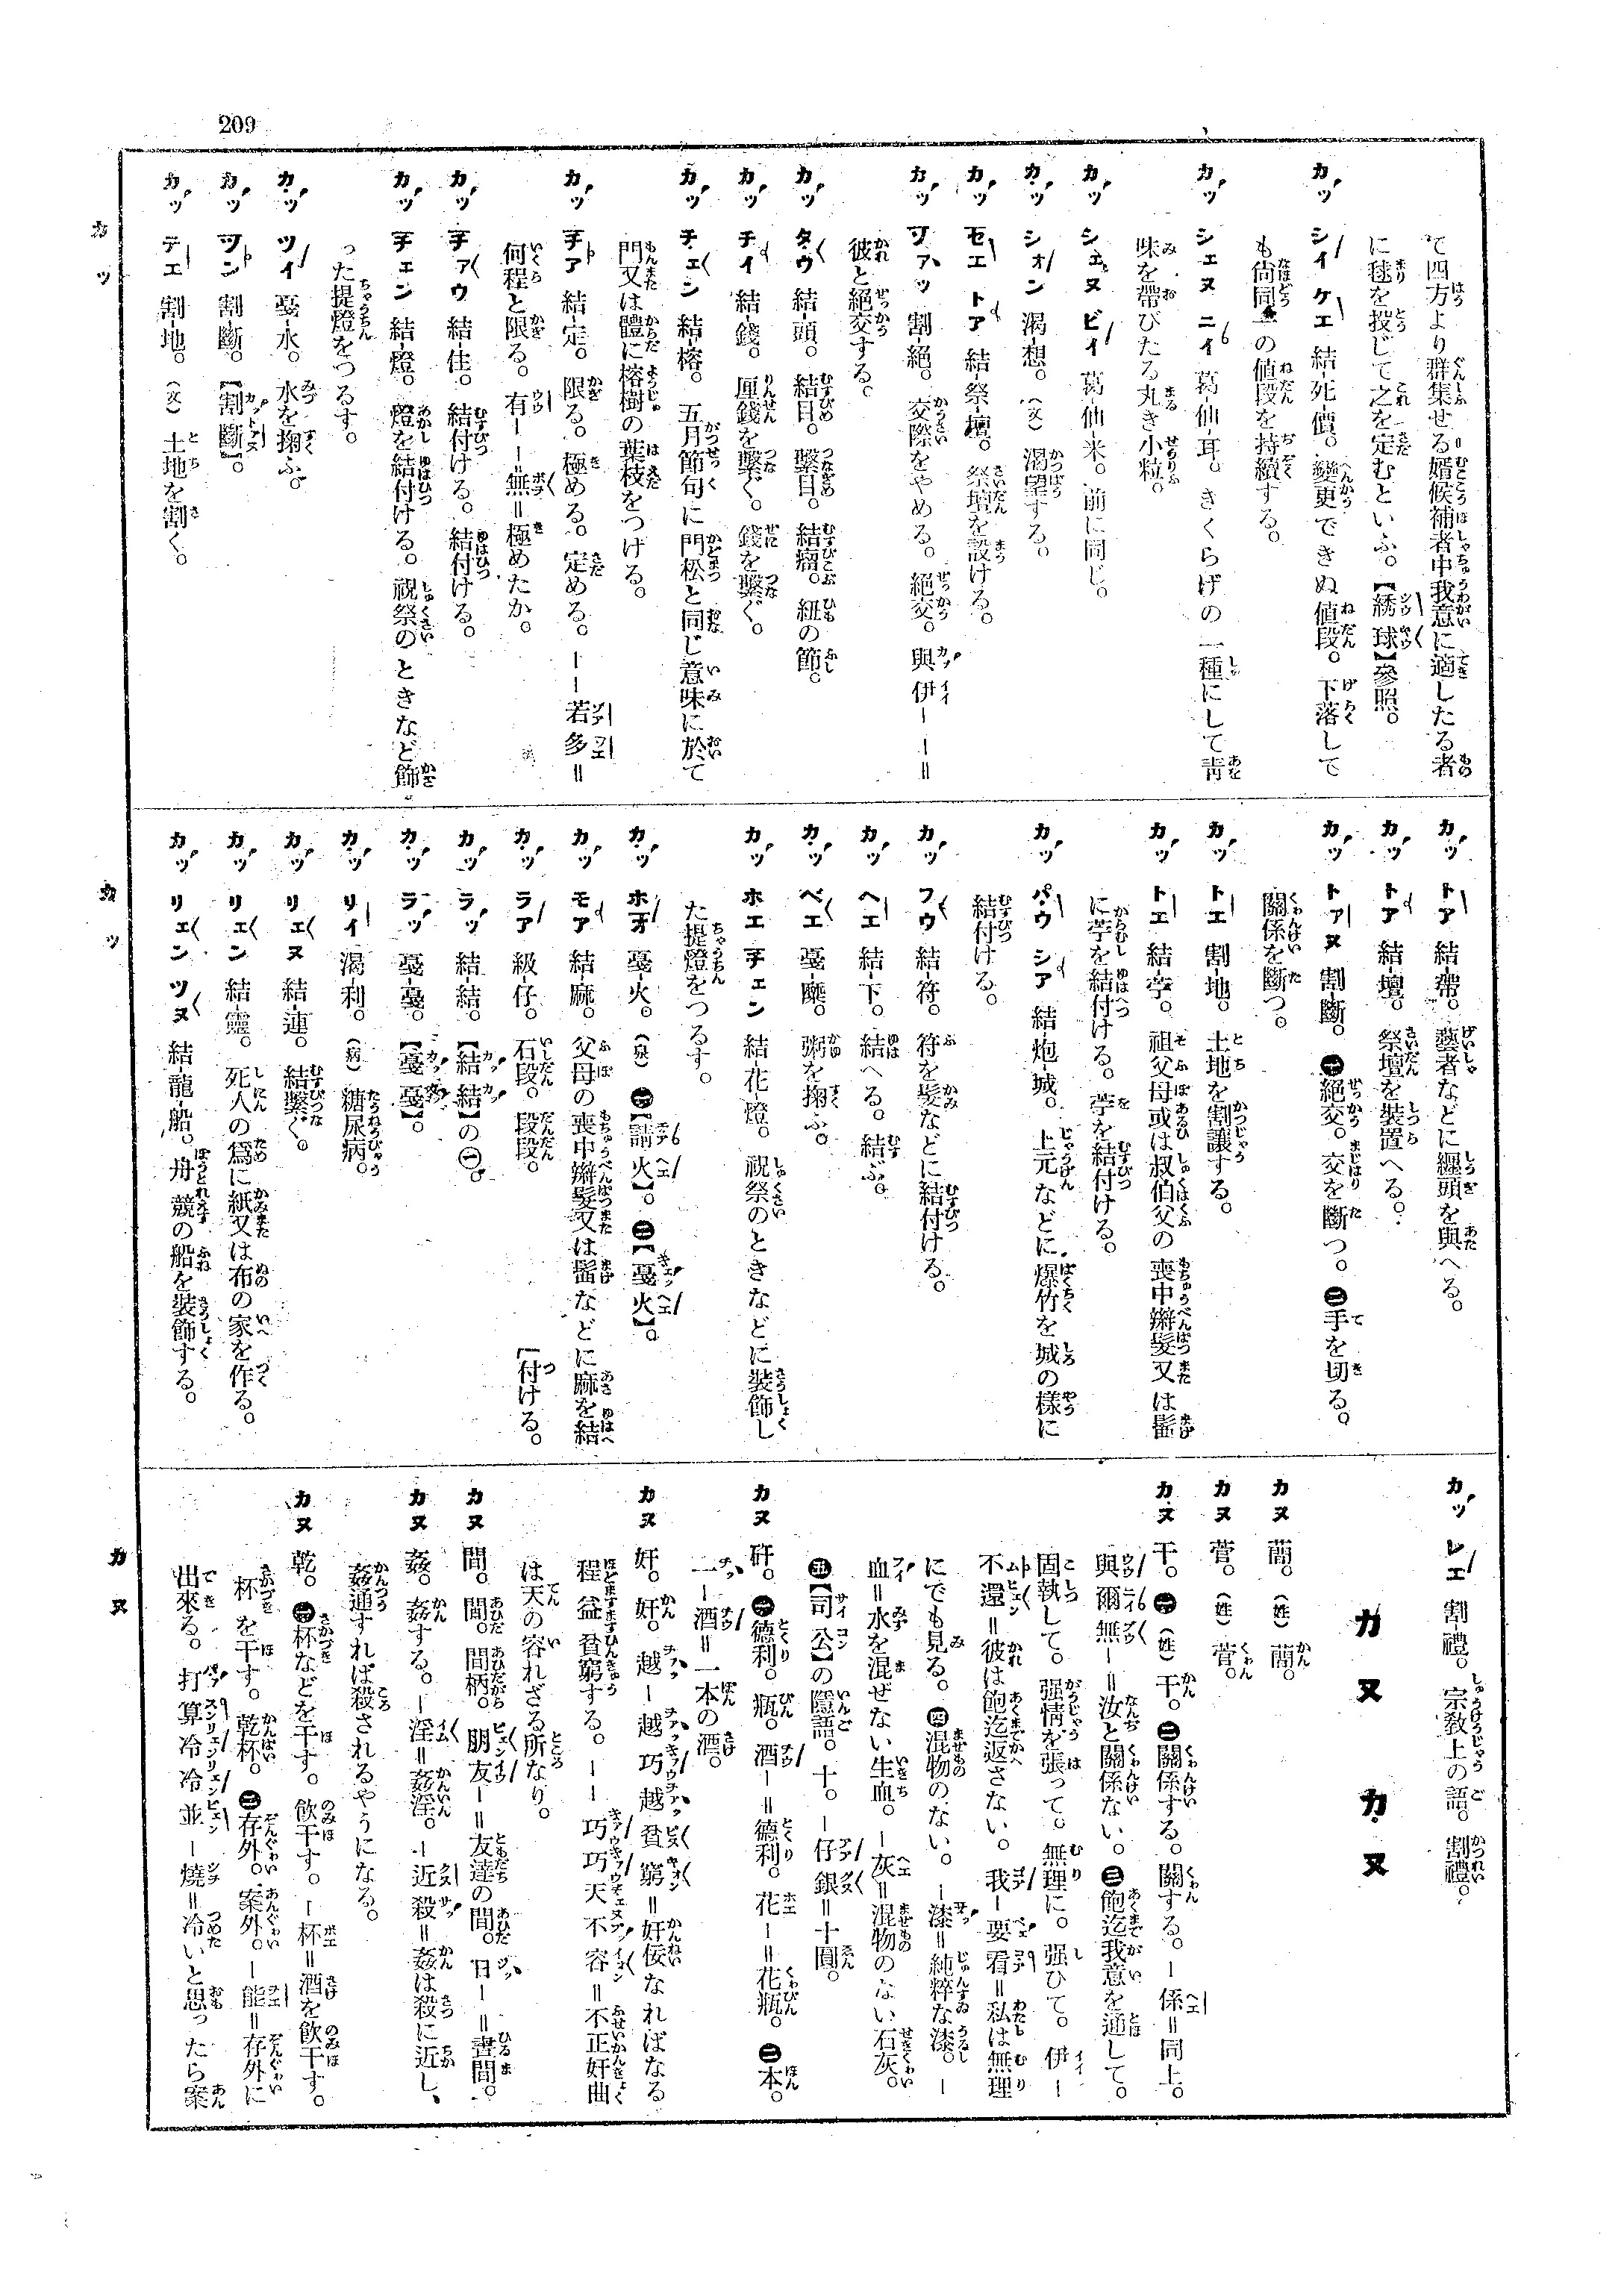 209
て四方より群集せる婿候補者中我意に適したる者
に毬を投じて之を定むといふ。【繡球】參照。
カッ シイ ケエ 結-死-價。變更できぬ値段。下落して
も尙同一の値段を持續する。
カッ シェヌ ニイ 葛-仙-耳。きくらげの一種にして靑
味を帶びたる丸き小粒。
カッ シェヌ ビイ 葛-仙-米。前に同じ。
カッ シオン 渴-想。（文）渴望する。
カッ セエ トア 結-祭-壇。祭壇を設ける。
カッ ツァッ 割-絕。交際をやめる。絕交。與伊ーー＝
彼と絕交する。
カッ タウ 結-頭。結目。繫目。結瘤。紐の節。
カッ チイ 結-錢。厘錢を繫ぐ。錢を繫ぐ。
カッ チェン 結-榕。五月節句に門松と同じ意味に於て
門又は體に榕樹の葉枝をつける。
カッ チア 結-定。限る。極める。定める。ーー若多＝
何程と限る。有ーー無＝極めたか。
カッ チァウ 結-住。結付ける。結付ける。
カッ チェン 結-燈。燈を結付ける。祝祭のときなど飾
った提燈をつるす。
カッ ツイ 戞-水。水を掬ふ。
カッ ツン 割-斷。【割斷】。
カッ テエ 割-地。（文）土地を割く。
カッ
カッ トア 結-帶。藝者などに纒頭を與へる。
カッ トア 結-壇。祭壇を裝置へる。
カッ トアヌ 割-斷。㊀絕交。交を斷つ。㊁手を切る。
關係を斷つ。
カッ トエ 割-地。土地を割讓する。
カッ トエ 結-苧。祖父母或は叔伯父の喪中辮髮又は髷
に苧を結付ける。苧を結付ける。
カッ パウ シア 結-炮-城。上元などに爆竹を城の樣に
結付ける。
カッ フウ 結-符。符を髮などに結付ける。
カッ ヘエ 結-下。結へる。結ぶ。
カッ ベエ 戞-糜。粥を掬ふ。
カッ ホエ チェン 結-花-燈。祝祭のときなどに裝飾し
た提燈をつるす。
カッ ホオ 戞-火。（泉）㊀【請火】。㊁【戞火】。
カッ モア 結-麻。父母の喪中辮髮又は髷などに麻を結
［付ける。
カッ ラア 級-仔。石段。段段。
カッ ラッ 結-結。【結結】の㊀。
カッ ラッ 戞-戞。【戞戞】。
カッ リイ 渴-利。（病）糖尿病。
カッ リェヌ 結-連。結繫ぐ。
カッ リェン 結-靈。死人の爲に紙又は布の家を作る。
カッ リェン ツヌ 結-龍-船。舟競の船を裝飾する。
カッ
カッ レエ 割-禮。宗敎上の語。割禮。
カヌ カヌ
カヌ 蕳。（姓）蕳。
カヌ 菅。（姓）菅。
カヌ 干。㊀（姓）干。㊁關係する。關する。ー係＝同上。
與爾無ー＝汝と關係ない。㊂飽迄我意を通して。
固執して。强情を張って。無理に。强ひて。伊ー
不還＝彼は飽迄返さない。我ー要看＝私は無理
にでも見る。㊃混物のない。ー漆＝純粹な漆。ー
血＝水を混ぜない生血。ー灰＝混物のない石灰。
㊄【司公】の隱語。十。ー仔銀＝十圓。
カヌ 矸。㊀德利。瓶。酒ー＝德利。花ー＝花瓶。㊁本。
一ー酒＝一本の酒。
カヌ 奸。奸。越ー越巧越貧窮＝奸佞なればなる
程益貧窮する。ーー巧巧天不容＝不正奸曲
は天の容れざる所なり。
カヌ 間。間。間柄。朋友ー＝友達の間。日ー＝晝間。
カヌ 姦。姦する。ー淫＝姦淫。ー近殺＝姦は殺に近し、
姦通すれば殺されるやうになる。
カヌ 乾。㊀杯などを干す。飮干す。ー杯＝酒を飮干す。
杯を干す。乾杯。㊁存外。案外。ー能＝存外に
出來る。打算冷冷並ー燒＝冷いと思ったら案
カヌ